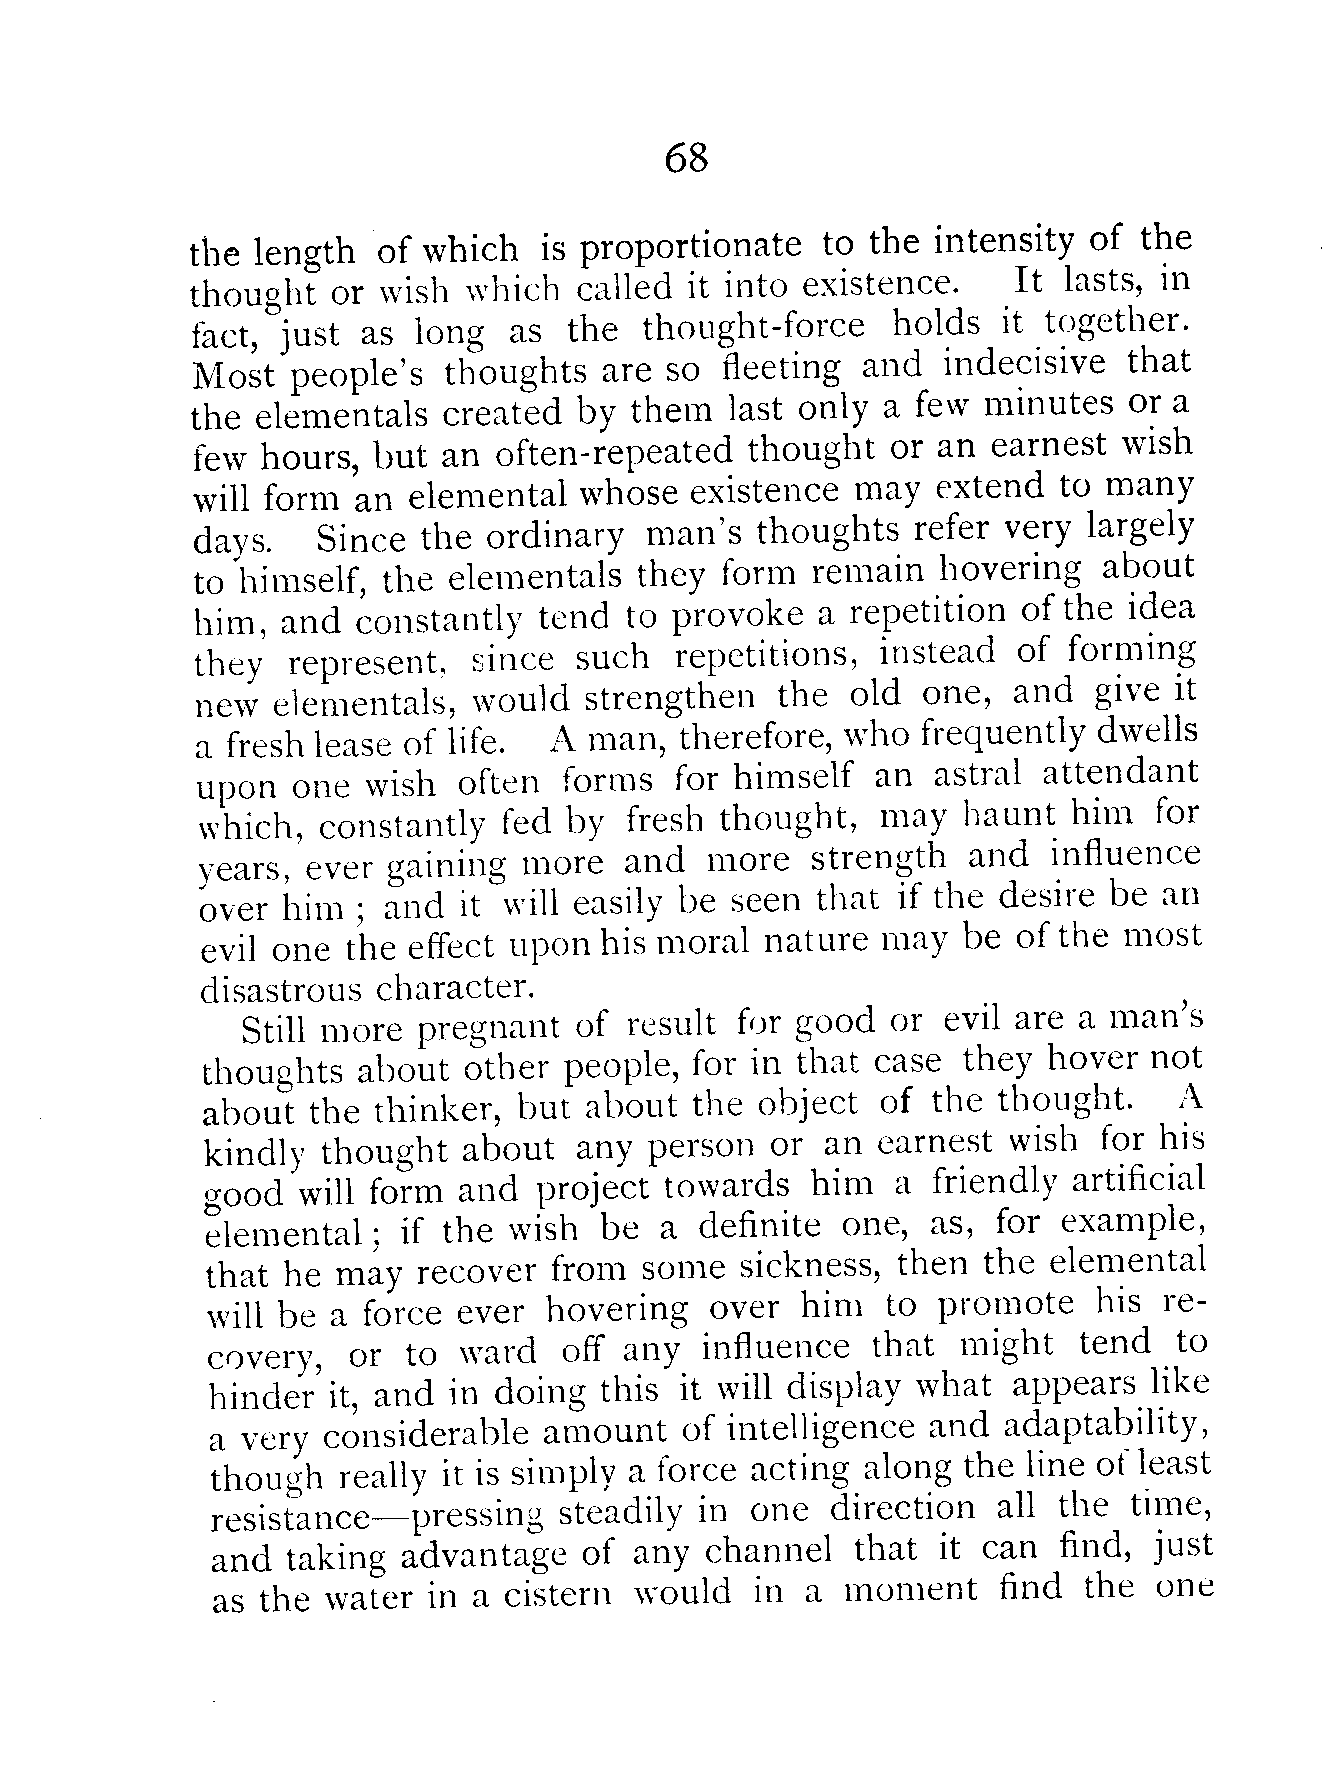 68
the length of which is proportionate to the intensity of the
thought or wish which called it into existence. It lasts, in
fact, just as long as the thought-force holds it together.
Most people's thoughts are so fleeting and indecisive that
the elementals created by them last only a few minutes or a
few hours, but an often-repeated thought or an earnest wish
will form an elemental whose existence may extend to many
days. Since the ordinary man's thoughts refer very largely
to himself, the elementals they form remain hovering about
him, and constantly tend to provoke a repetition of the idea
they represent, since such repetitions, instead of forming
new elementals, would strengthen the old one, and give it
a fresh lease of life. A man, therefore, who frequently dwells
upon one wish often forms for himself an astral attendant
which, constantly fed by fresh thought, may haunt him for
years, ever gaining more and more strength and influence
over him ; and it will easily be seen that if the desire be an
evil one the effect upon his moral nature may be of the most
disastrous character.
Still more pregnant of result for good or evil are a man's
thoughts about other people, for in that case they hover not
about the thinker, but about the object of the thought. A
kindly thought about any person or an earnest wish for his
good will form and project towards him a friendly artificial
elemental ; if the wish be a definite one, as, for example,
that he may recover from some sickness, then the elemental
will be a force ever hovering over him to promote his re-
covery, or to ward off any influence that might tend to
hinder it, and in doing this it will display what appears like
a very considerable amount of intelligence and adaptability,
though really it is simply a force acting along the line of least
resistance—pressing steadily in one direction all the time,
and taking advantage of any channel that it can find, just
as the water in a cistern would in a moment find the one